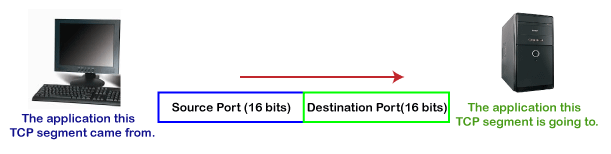 Source Port (16 bits) Destination Port(16 bits)
The application this
TCP segment came from.
The application this
TCP segment is going to.